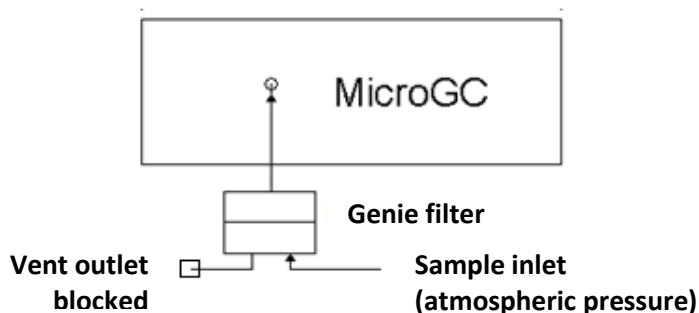 MicroGC
Genie filter
Vent outlet
blocked
Sample inlet
(atmospheric pressure)